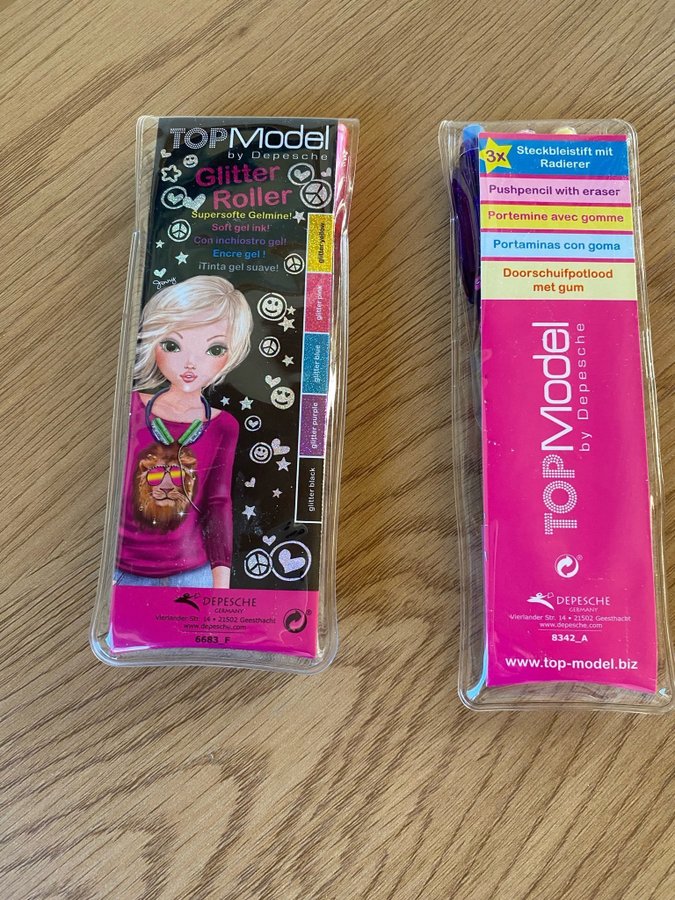 TOPModel
by Depesche
Glitter
Roller
Supersofte Gelmine!
Soft gel ink!
Con inchiostro gel!
Encre gel !
¡Tinta gel suave!
Jenny
glitter yellow
glitter pink
glitter blue
glitter purple
glitter black
DEPESCHE
GERMANY
Vierlander Str. 14 • 21502 Geesthacht
www.depesche.com
6683_F
3x
Steckbleistift mit
Radierer
Pushpencil with eraser
Portemine avec gomme
Portaminas con goma
Doorschuifpotlood
met gum
TOPModel
by Depesche
DEPESCHE
GERMANY
Vierlander Str. 14 • 21502 Geesthacht
www.depesche.com
8342_A
www.top-model.biz